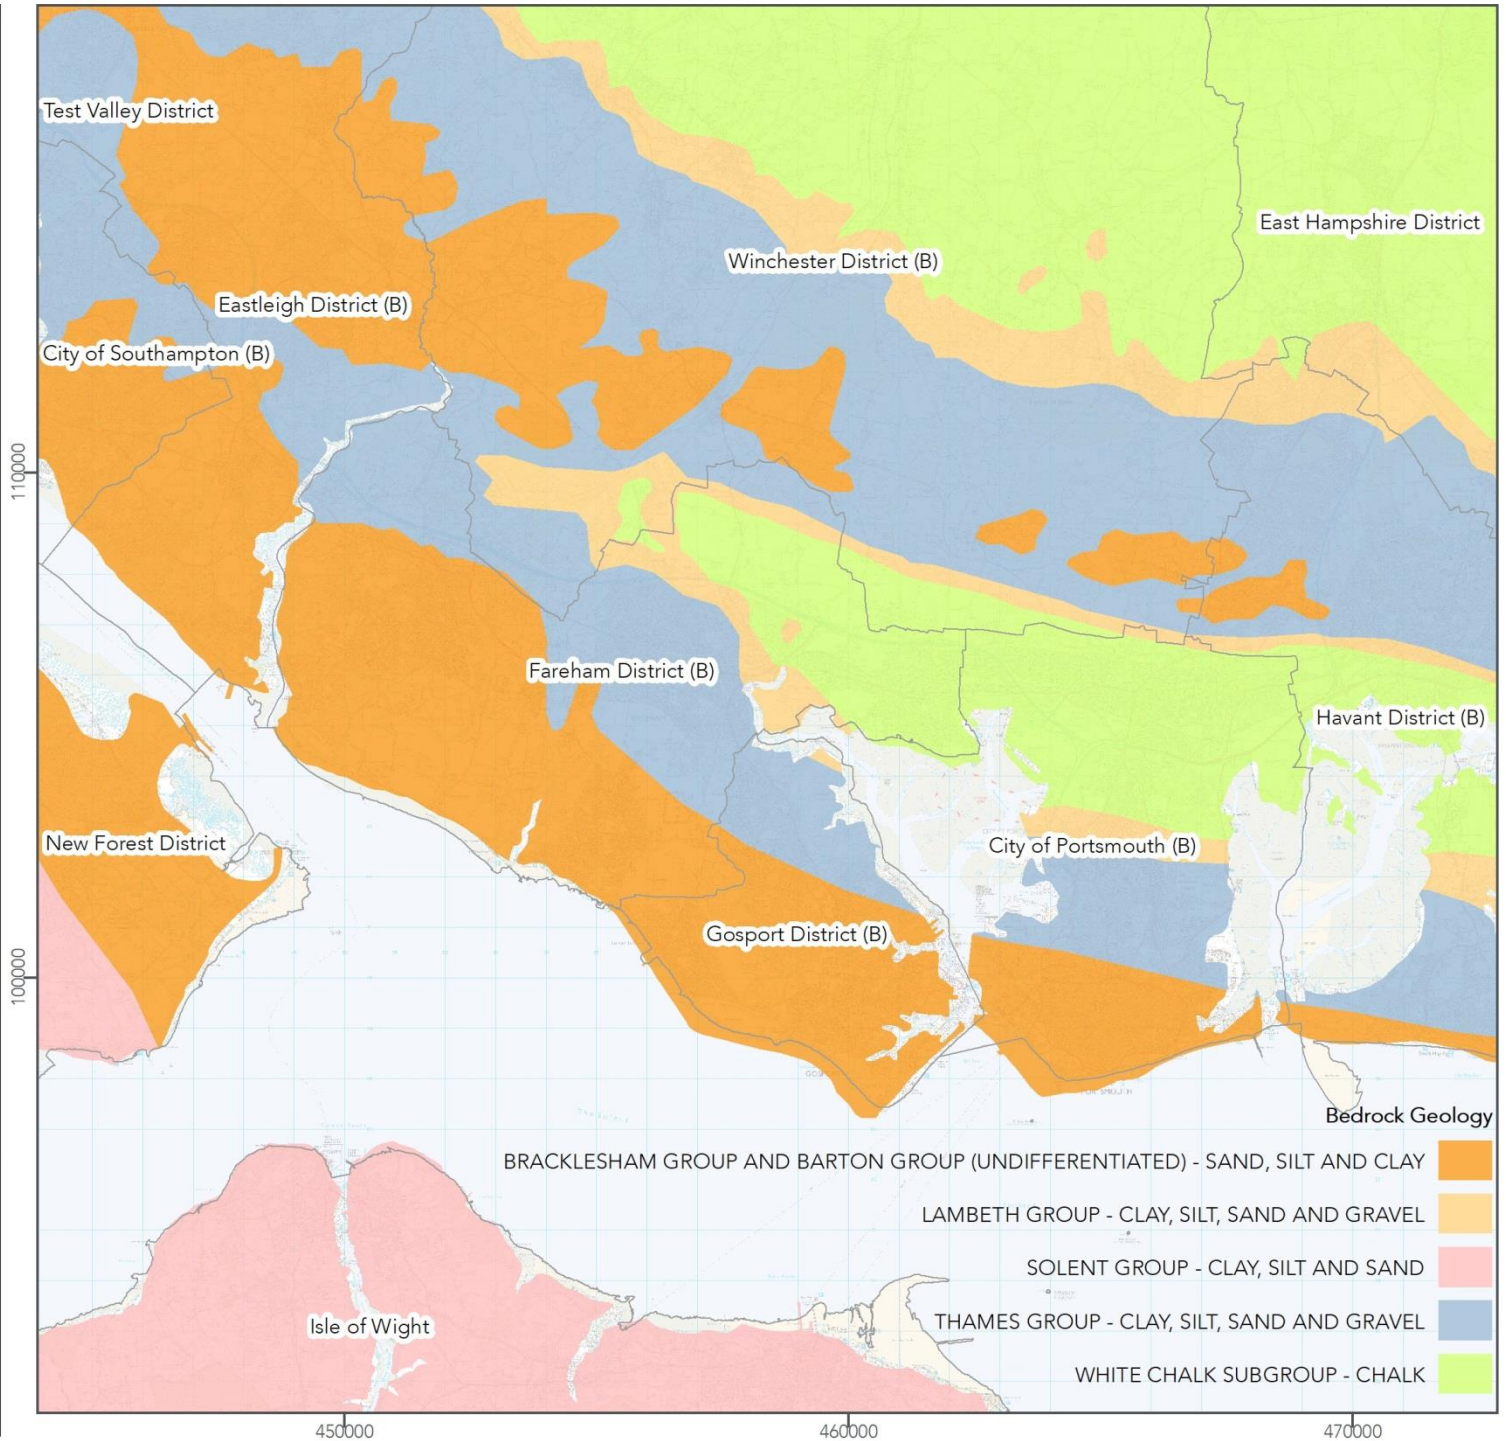 Test Valley District
East Hampshire District
Winchester District (B)
Eastleigh District (B)
City of Southampton (B)
110000
Fareham District (B)
Havant District (B)
New Forest District
City of Portsmouth (B)
Gosport District (B)
100000
Bedrock Geology
BRACKLESHAM GROUP AND BARTON GROUP (UNDIFFERENTIATED) - SAND, SILT AND CLAY
LAMBETH GROUP - CLAY, SILT, SAND AND GRAVEL
SOLENT GROUP - CLAY, SILT AND SAND
THAMES GROUP - CLAY, SILT, SAND AND GRAVEL
Isle of Wight
WHITE CHALK SUBGROUP - CHALK
450000
460000
470000